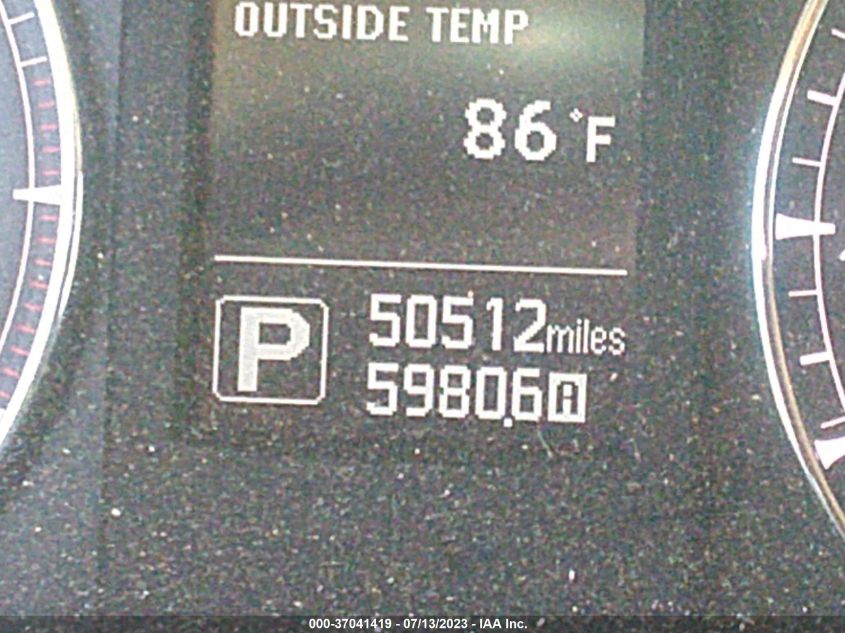 OUTSIDE TEMP
86°F
P
50512miles
5980.6A
000-37041419 - 07/13/2023 - IAA Inc.